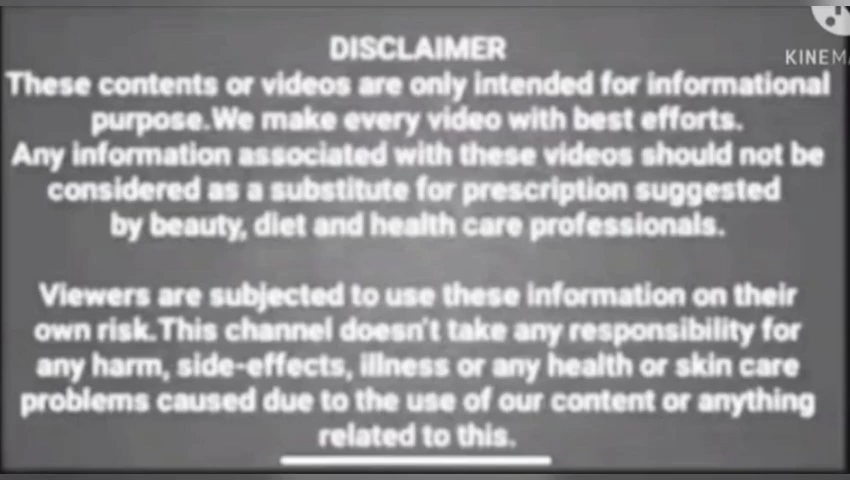 DISCLAIMER
KINEMA
These contents or videos are only intended for informational
purpose.We make every video with best efforts.
Any information associated with these videos should not be
considered as a substitute for prescription suggested
by beauty, diet and health care professionals.
Viewers are subjected to use these information on their
own risk.This channel doesn't take any responsibility for
any harm, side-effects, illness or any health or skin care
problems caused due to the use of our content or anything
related to this.